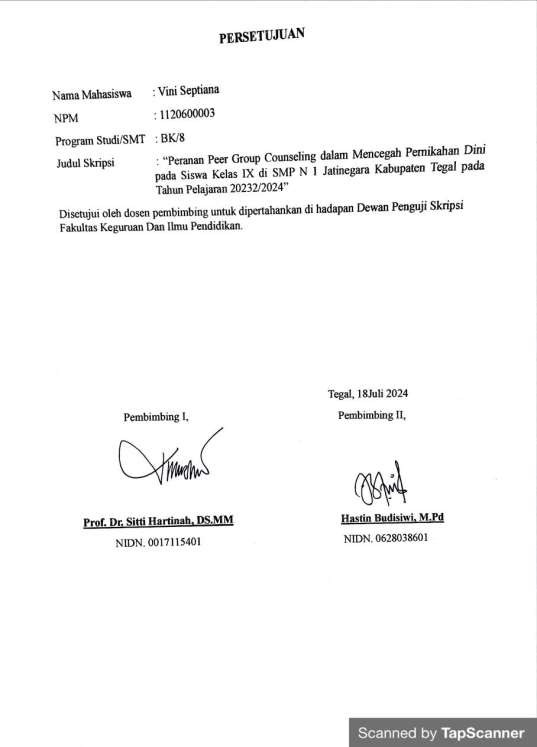 PERSETUJUAN
Nama Mahasiswa : Vini Septiana
NPM : 1120600003
Program Studi/SMT : BK/8
Judul Skripsi : “Peranan Peer Group Counseling dalam Mencegah Pernikahan Dini
pada Siswa Kelas IX di SMP N 1 Jatinegara Kabupaten Tegal pada
Tahun Pelajaran 20232/2024”
Disetujui oleh dosen pembimbing untuk dipertahankan di hadapan Dewan Penguji Skripsi
Fakultas Keguruan Dan Ilmu Pendidikan.
Tegal, 18Juli 2024
Pembimbing I, Pembimbing II,
Prof. Dr. Sitti Hartinah, DS.MM Hastin Budisiwi, M.Pd
NIDN. 0017115401 NIDN. 0628038601
Scanned by TapScanner